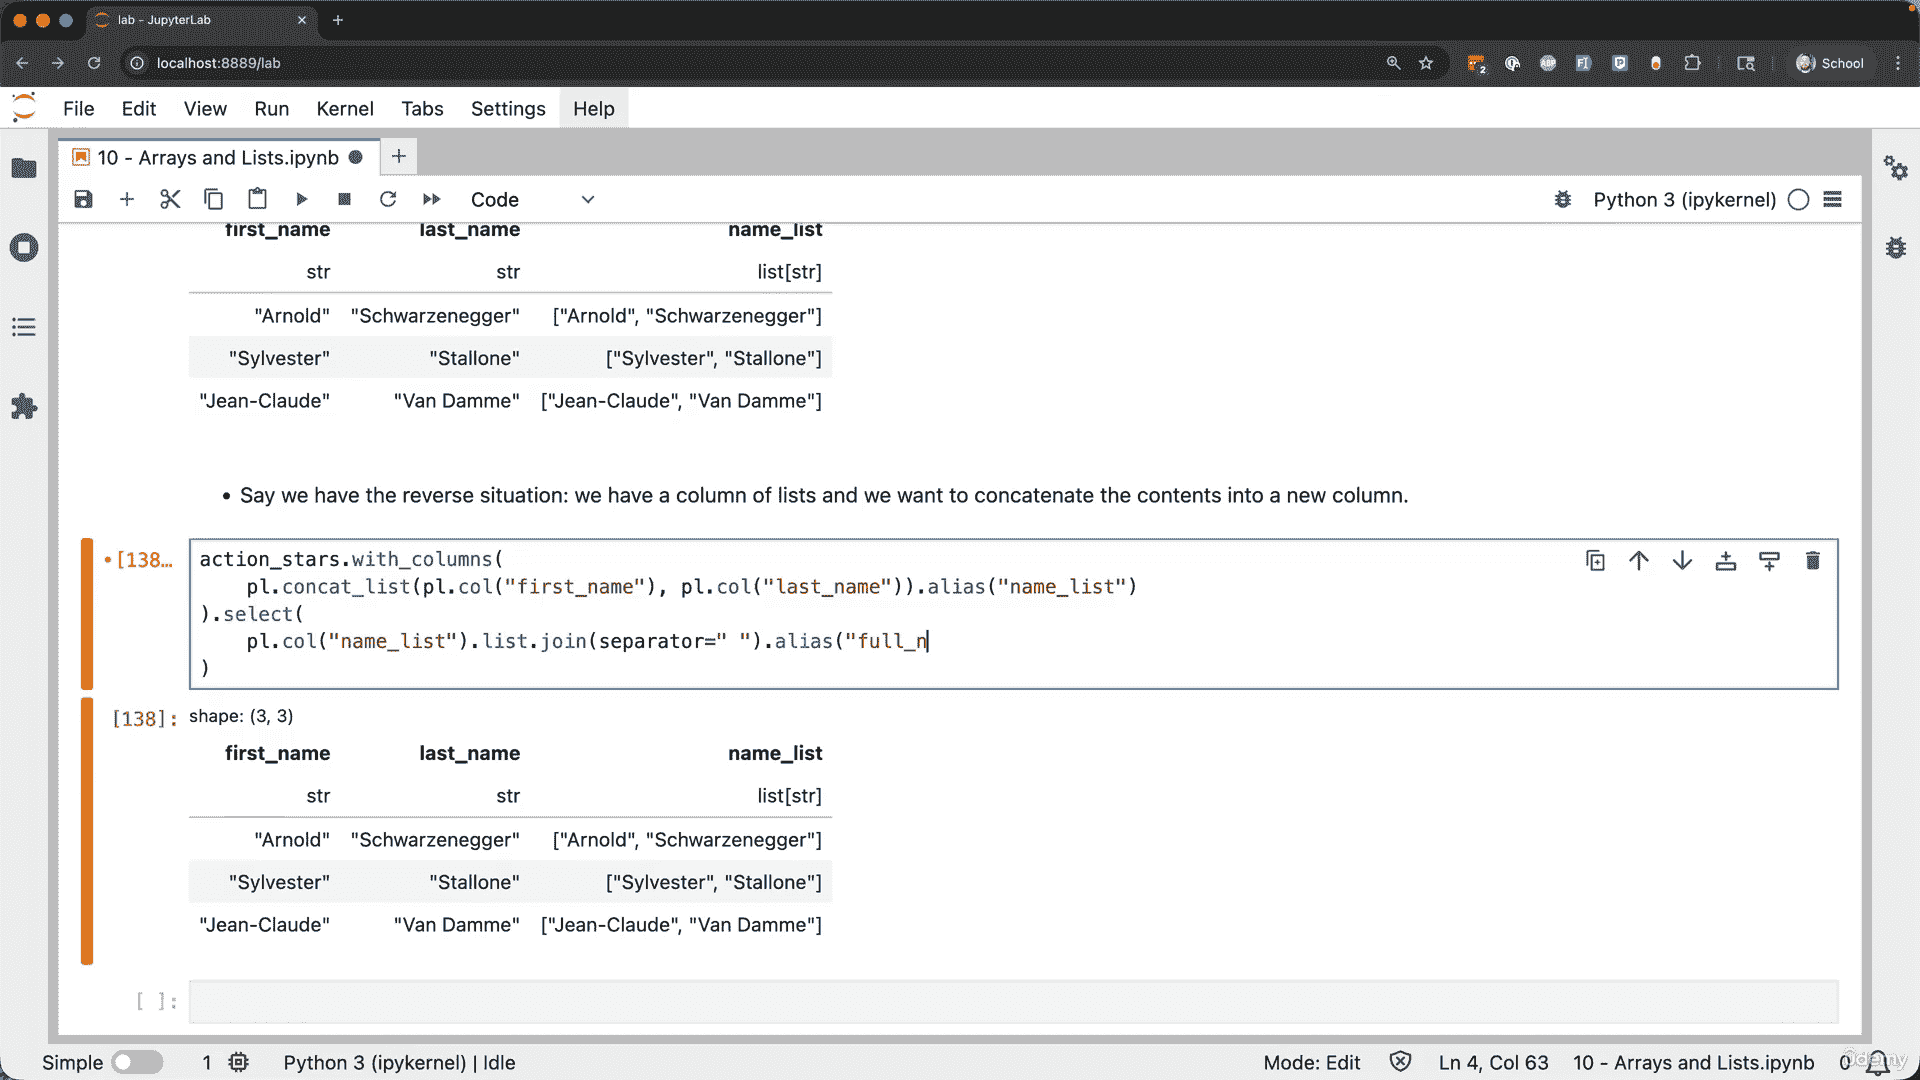 lab - JupyterLab
localhost:8889/lab
2
ABP
School
File Edit View Run Kernel Tabs Settings Help
10 - Arrays and Lists.ipynb
Code
Python 3 (ipykernel)
first_name last_name name_list
str str list[str]
"Arnold" "Schwarzenegger" ["Arnold", "Schwarzenegger"]
"Sylvester" "Stallone" ["Sylvester", "Stallone"]
"Jean-Claude" "Van Damme" ["Jean-Claude", "Van Damme"]
• Say we have the reverse situation: we have a column of lists and we want to concatenate the contents into a new column.
•[138… action_stars.with_columns(
pl.concat_list(pl.col("first_name"), pl.col("last_name")).alias("name_list")
).select(
pl.col("name_list").list.join(separator=" ").alias("full_n
)
[138]: shape: (3, 3)
first_name last_name name_list
str str list[str]
"Arnold" "Schwarzenegger" ["Arnold", "Schwarzenegger"]
"Sylvester" "Stallone" ["Sylvester", "Stallone"]
"Jean-Claude" "Van Damme" ["Jean-Claude", "Van Damme"]
[ ]:
Simple 1 Python 3 (ipykernel) | Idle Mode: Edit Ln 4, Col 63 10 - Arrays and Lists.ipynb 0